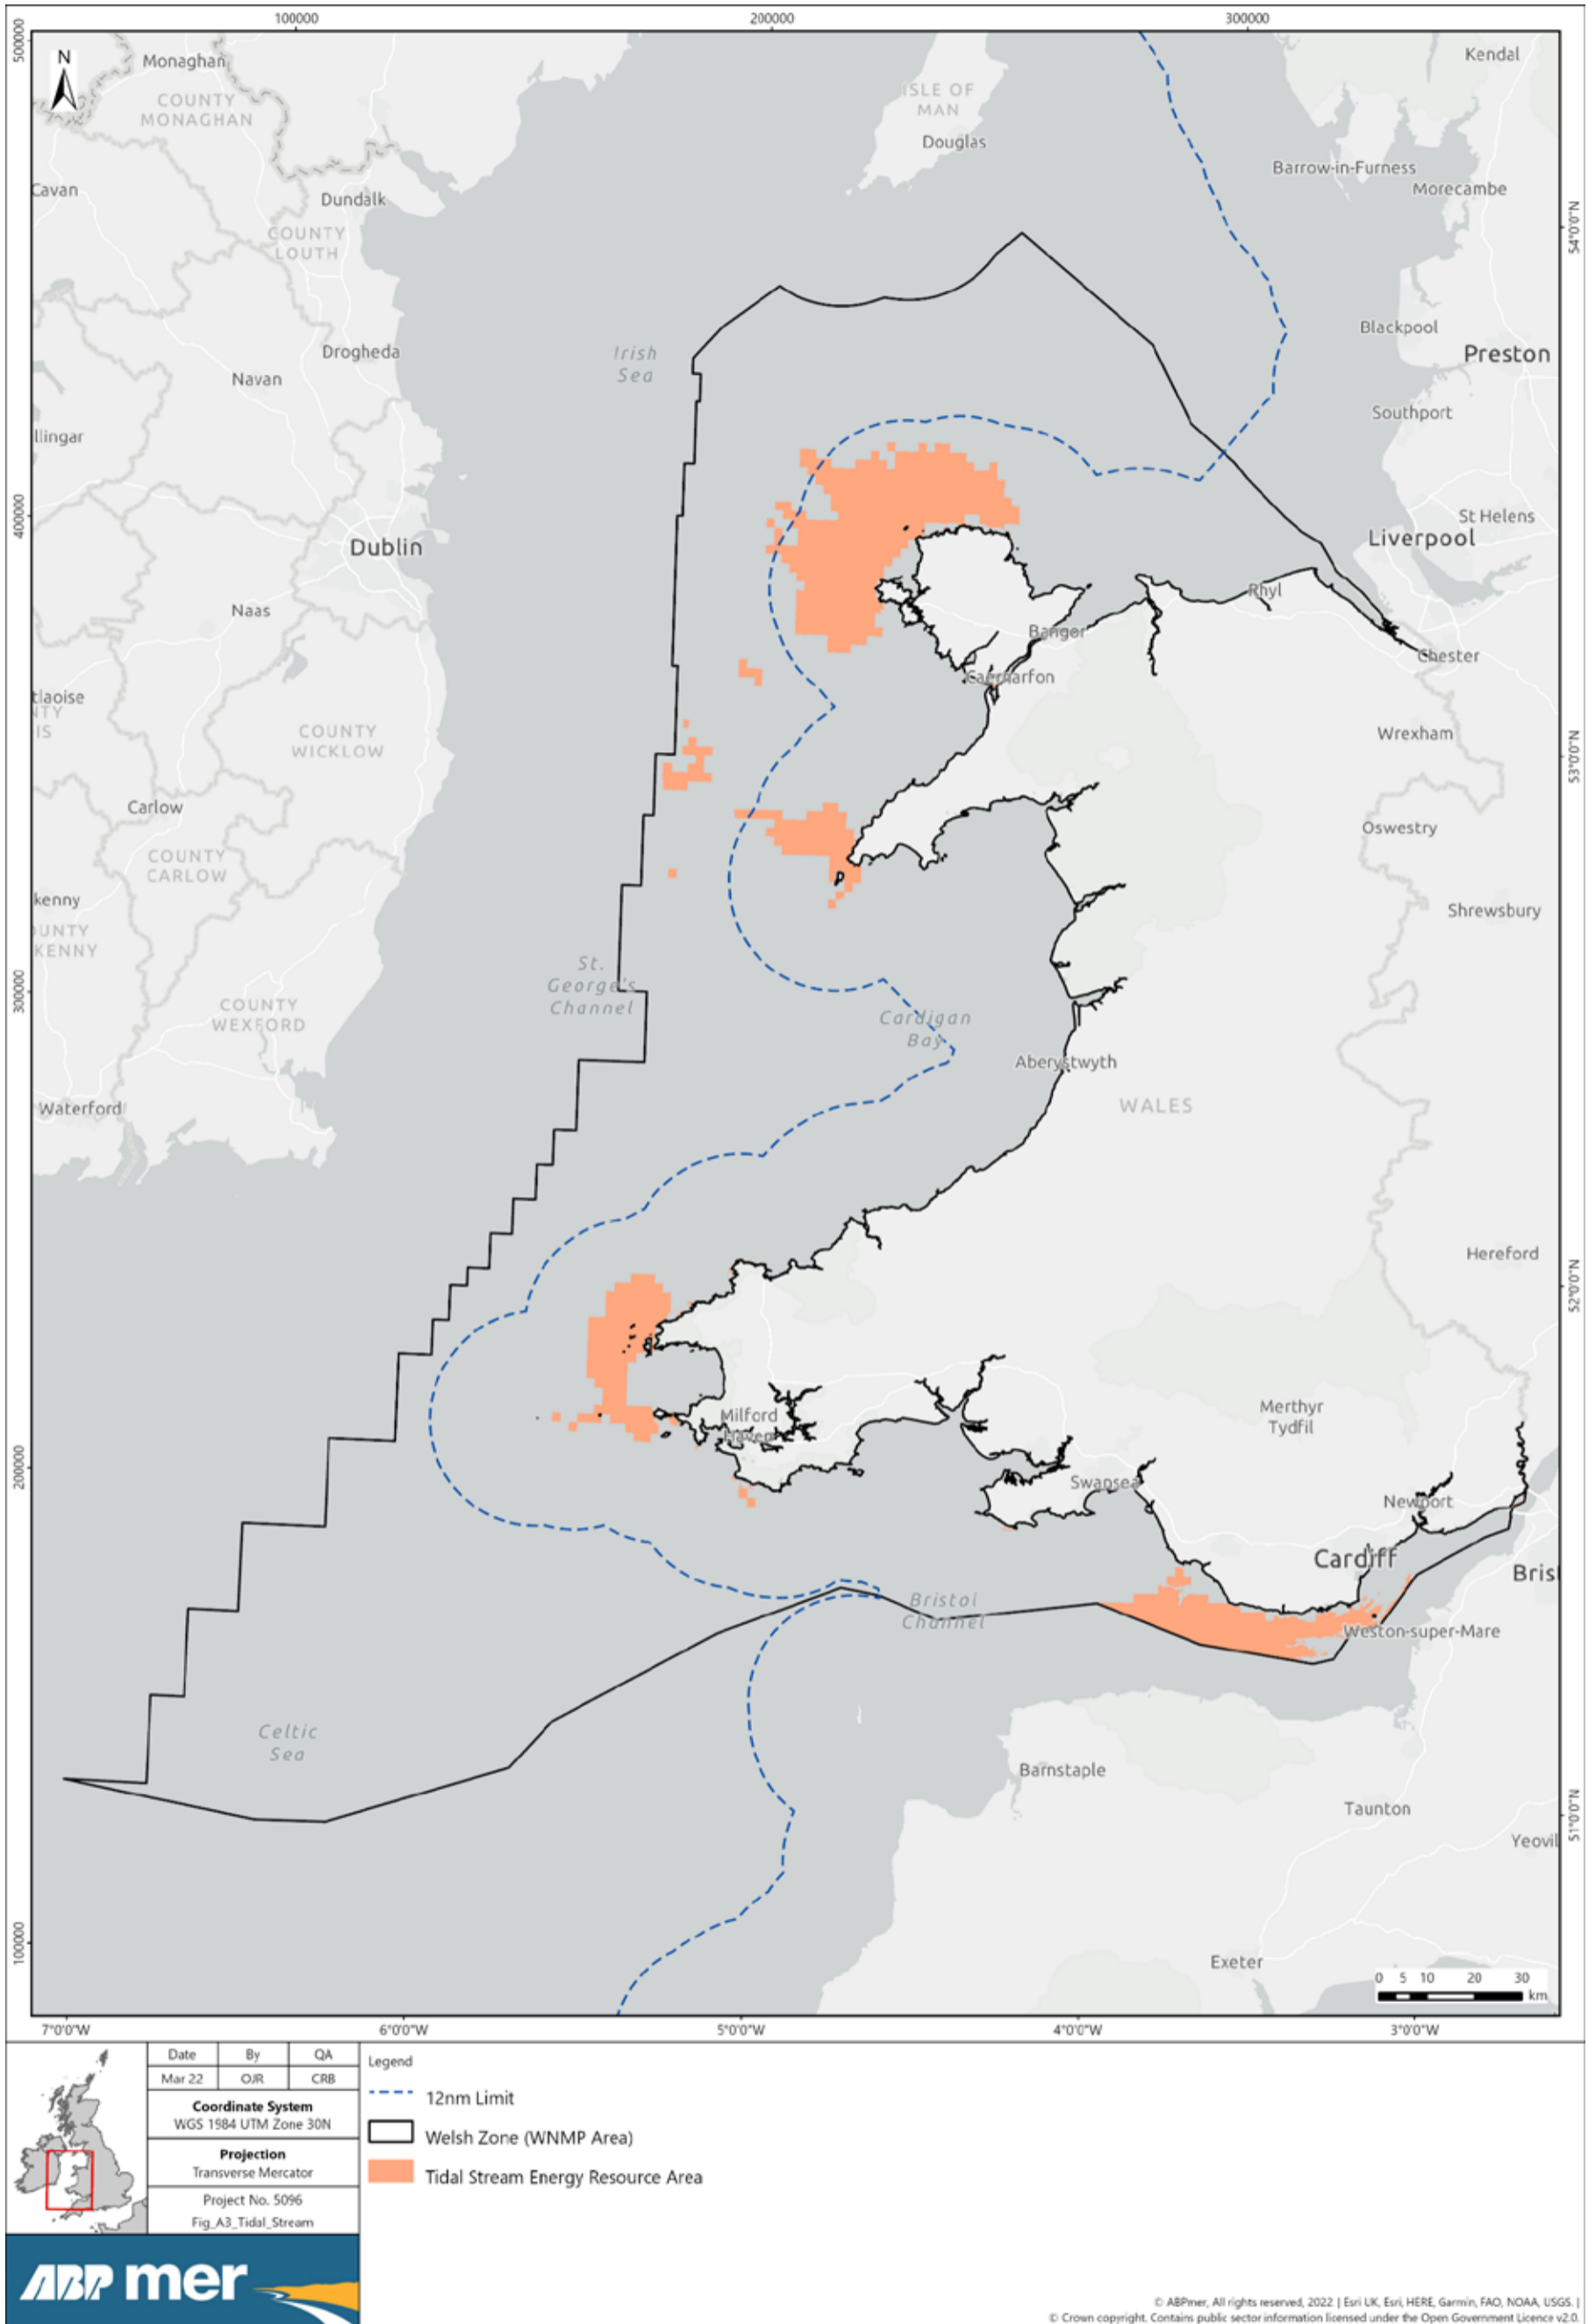 100000
200000
300000
500000
400000
300000
200000
100000
N
Monaghan
COUNTY
MONAGHAN
Cavan
Dundalk
COUNTY
LOUTH
Drogheda
Navan
llingar
Dublin
Naas
tlaoise
NTY
IS
COUNTY
WICKLOW
Carlow
COUNTY
CARLOW
kenny
OUNTY
KENNY
COUNTY
WEXFORD
Waterford
ISLE OF
MAN
Douglas
Irish
Sea
St.
George's
Channel
Cardigan
Bay
Celtic
Sea
Bristol
Channel
Kendal
Barrow-in-Furness
Morecambe
Blackpool
Preston
Southport
St Helens
Liverpool
Rhyl
Bangor
Caernarfon
Chester
Wrexham
Oswestry
Shrewsbury
Aberystwyth
WALES
Hereford
Milford
Haven
Merthyr
Tydfil
Swansea
Newport
Cardiff
Brist
Weston-super-Mare
Barnstaple
Taunton
Yeovil
Exeter
54°0'0"N
53°0'0"N
52°0'0"N
51°0'0"N
0 5 10 20 30
km
7°0'0"W
6°0'0"W
5°0'0"W
4°0'0"W
3°0'0"W
Date By QA
Mar 22 OJR CRB
Coordinate System
WGS 1984 UTM Zone 30N
Projection
Transverse Mercator
Project No. 5096
Fig_A3_Tidal_Stream
ABP mer
Legend
12nm Limit
Welsh Zone (WNMP Area)
Tidal Stream Energy Resource Area
© ABPmer, All rights reserved, 2022 | Esri UK, Esri, HERE, Garmin, FAO, NOAA, USGS. |
© Crown copyright. Contains public sector information licensed under the Open Government Licence v2.0.